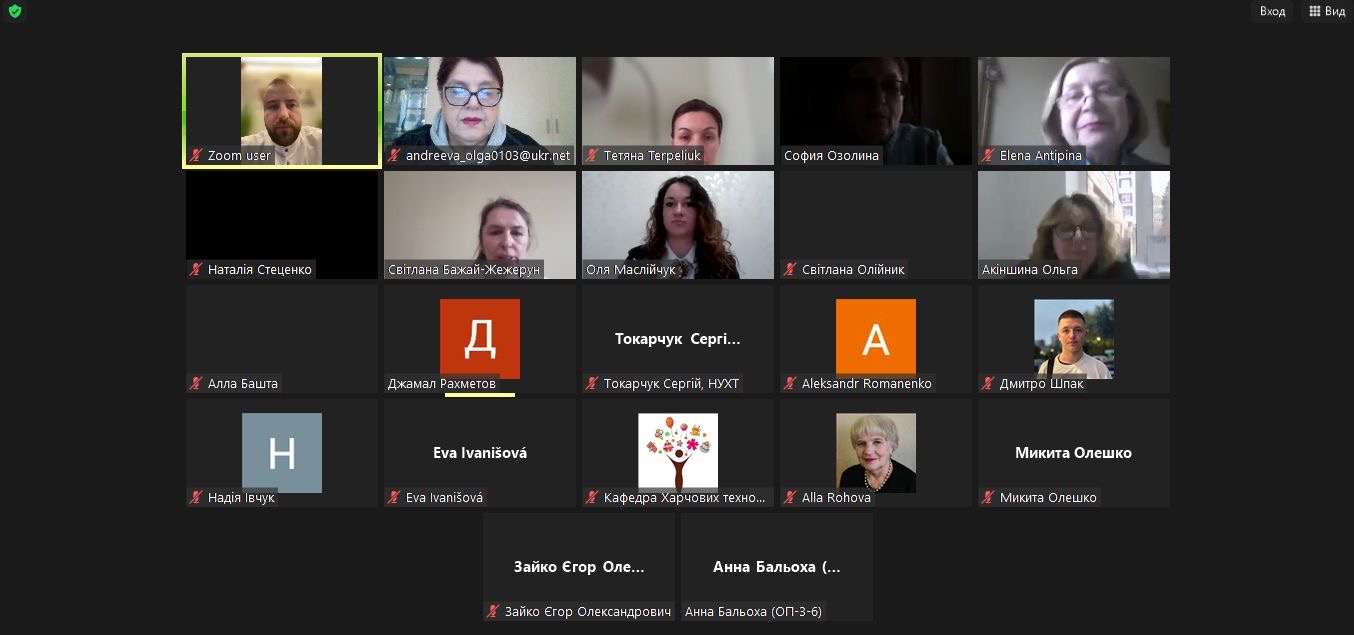 Вход
Вид
Zoom user
andreeva_olga0103@ukr.net
Тетяна Terpeliuk
София Озолина
Elena Antipina
Наталія Стеценко
Світлана Бажай-Жежерун
Оля Маслійчук
Світлана Олійник
Акіншина Ольга
Алла Башта
Д
Джамал Рахметов
Токарчук Сергі...
Токарчук Сергій, НУХТ
А
Aleksandr Romanenko
Дмитро Шпак
Н
Надія Івчук
Eva Ivanišová
Eva Ivanišová
Кафедра Харчових техно...
Alla Rohova
Микита Олешко
Микита Олешко
Зайко Єгор Оле...
Зайко Єгор Олександрович
Анна Бальоха (...
Анна Бальоха (ОП-3-6)